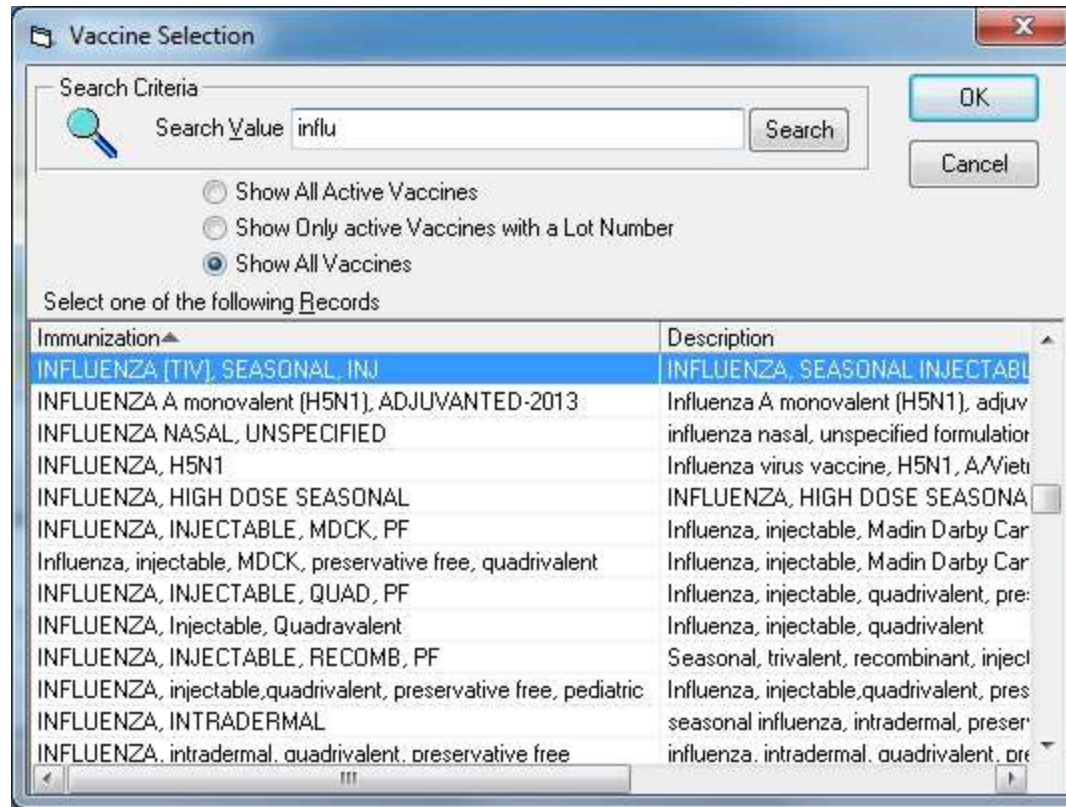 Vaccine Selection
Search Criteria
Search Value influ Search
OK
Cancel
Show All Active Vaccines
Show Only active Vaccines with a Lot Number
Show All Vaccines
Select one of the following Records
Immunization Description
INFLUENZA [TIV], SEASONAL, INJ INFLUENZA, SEASONAL INJECTABL
INFLUENZA A monovalent (H5N1), ADJUVANTED-2013 Influenza A monovalent (H5N1), adjuv
INFLUENZA NASAL, UNSPECIFIED influenza nasal, unspecified formulation
INFLUENZA, H5N1 Influenza virus vaccine, H5N1, A/Vietr
INFLUENZA, HIGH DOSE SEASONAL INFLUENZA, HIGH DOSE SEASONA
INFLUENZA, INJECTABLE, MDCK, PF Influenza, injectable, Madin Darby Car
Influenza, injectable, MDCK, preservative free, quadrivalent Influenza, injectable, Madin Darby Car
INFLUENZA, INJECTABLE, QUAD, PF Influenza, injectable, quadrivalent, pre
INFLUENZA, Injectable, Quadravalent Influenza, injectable, quadrivalent
INFLUENZA, INJECTABLE, RECOMB, PF Seasonal, trivalent, recombinant, inject
INFLUENZA, injectable,quadrivalent, preservative free, pediatric Influenza, injectable,quadrivalent, pres
INFLUENZA, INTRADERMAL seasonal influenza, intradermal, preser
INFLUENZA, intradermal, quadrivalent, preservative free influenza, intradermal, quadrivalent, pre